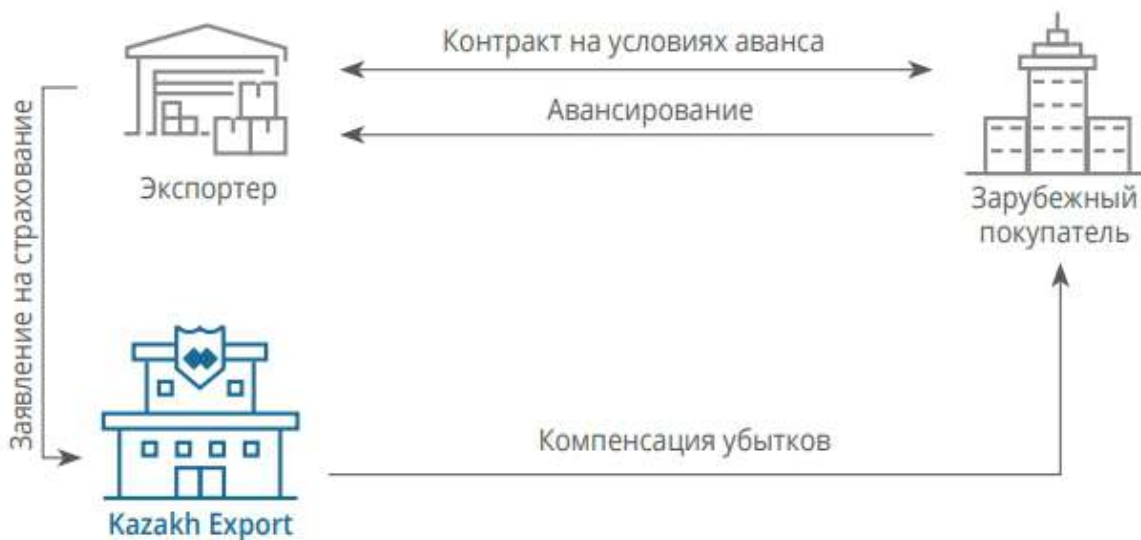 Контракт на условиях аванса
Авансирование
Экспортер
Зарубежный
покупатель
Заявление на страхование
Компенсация убытков
Kazakh Export